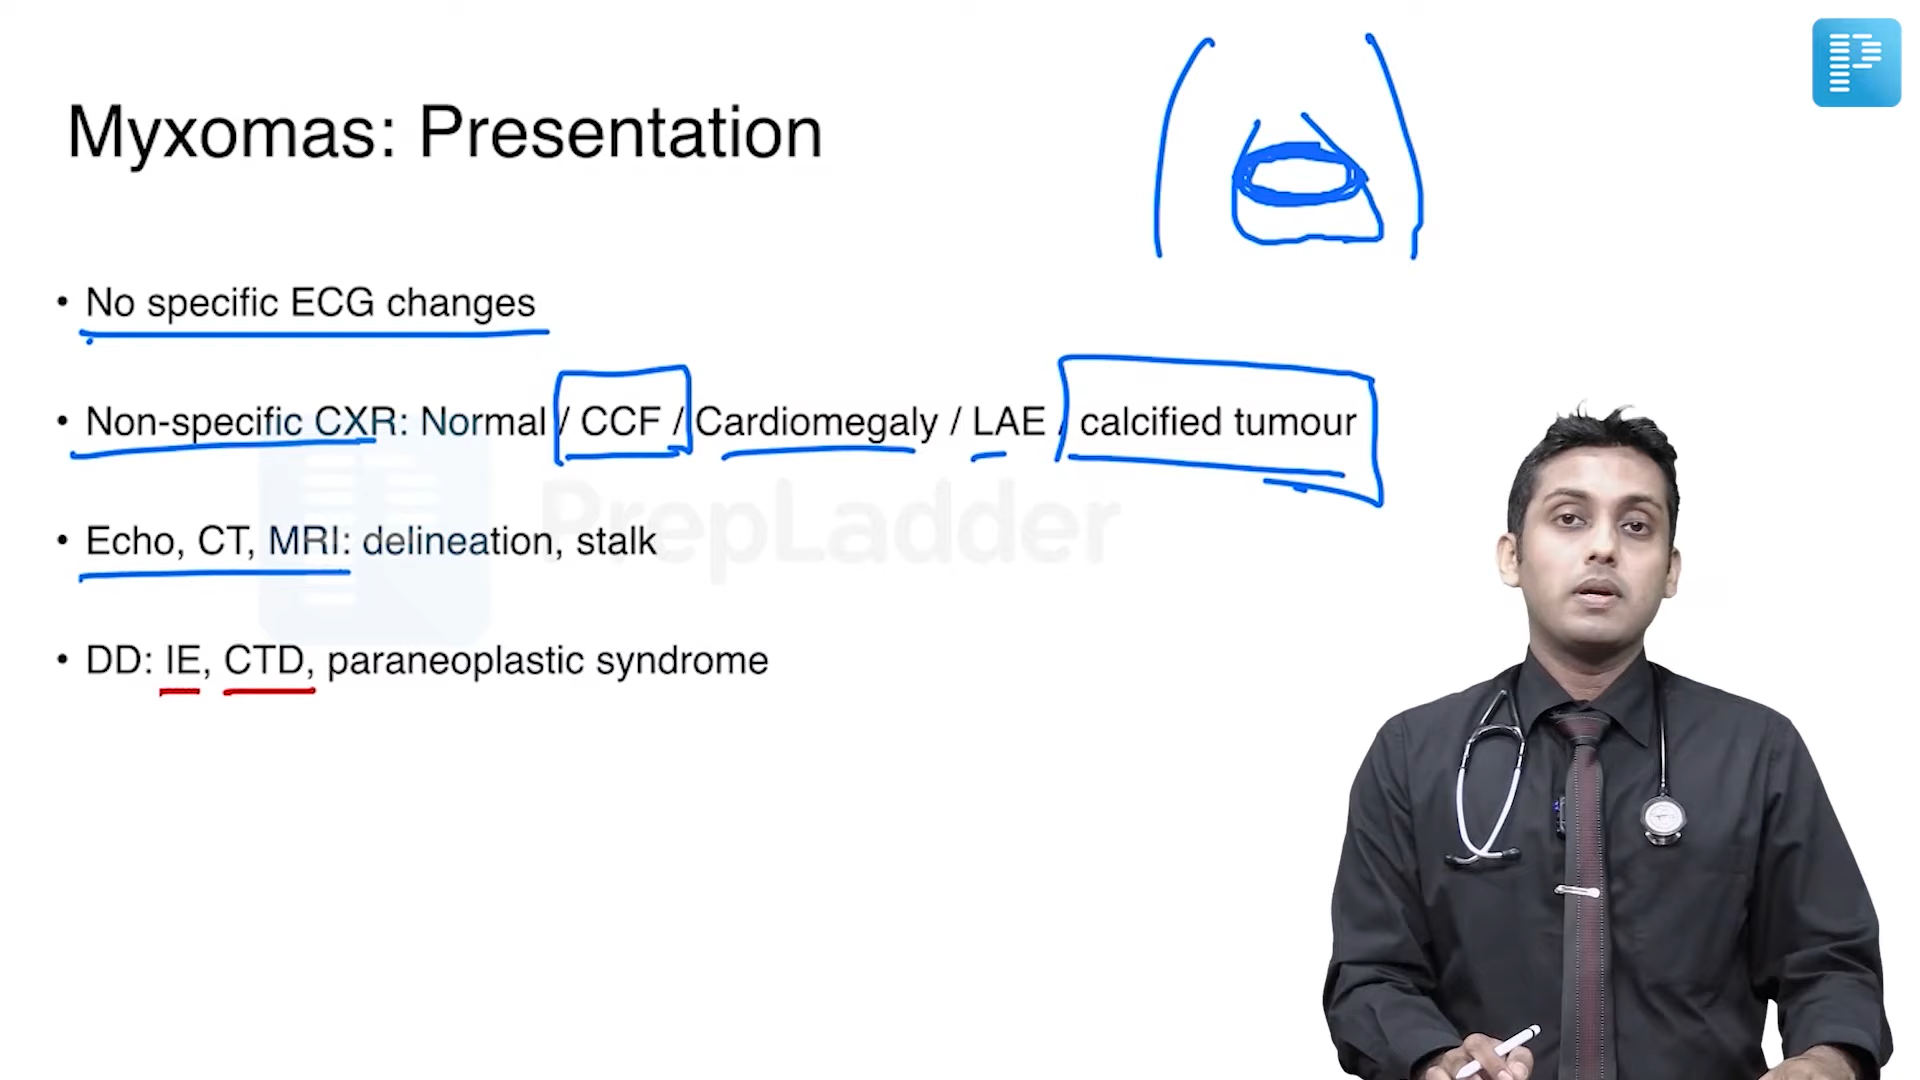 Myxomas: Presentation
• No specific ECG changes
• Non-specific CXR: Normal / CCF / Cardiomegaly / LAE / calcified tumour
• Echo, CT, MRI: delineation, stalk
PrepLadder
• DD: IE, CTD, paraneoplastic syndrome